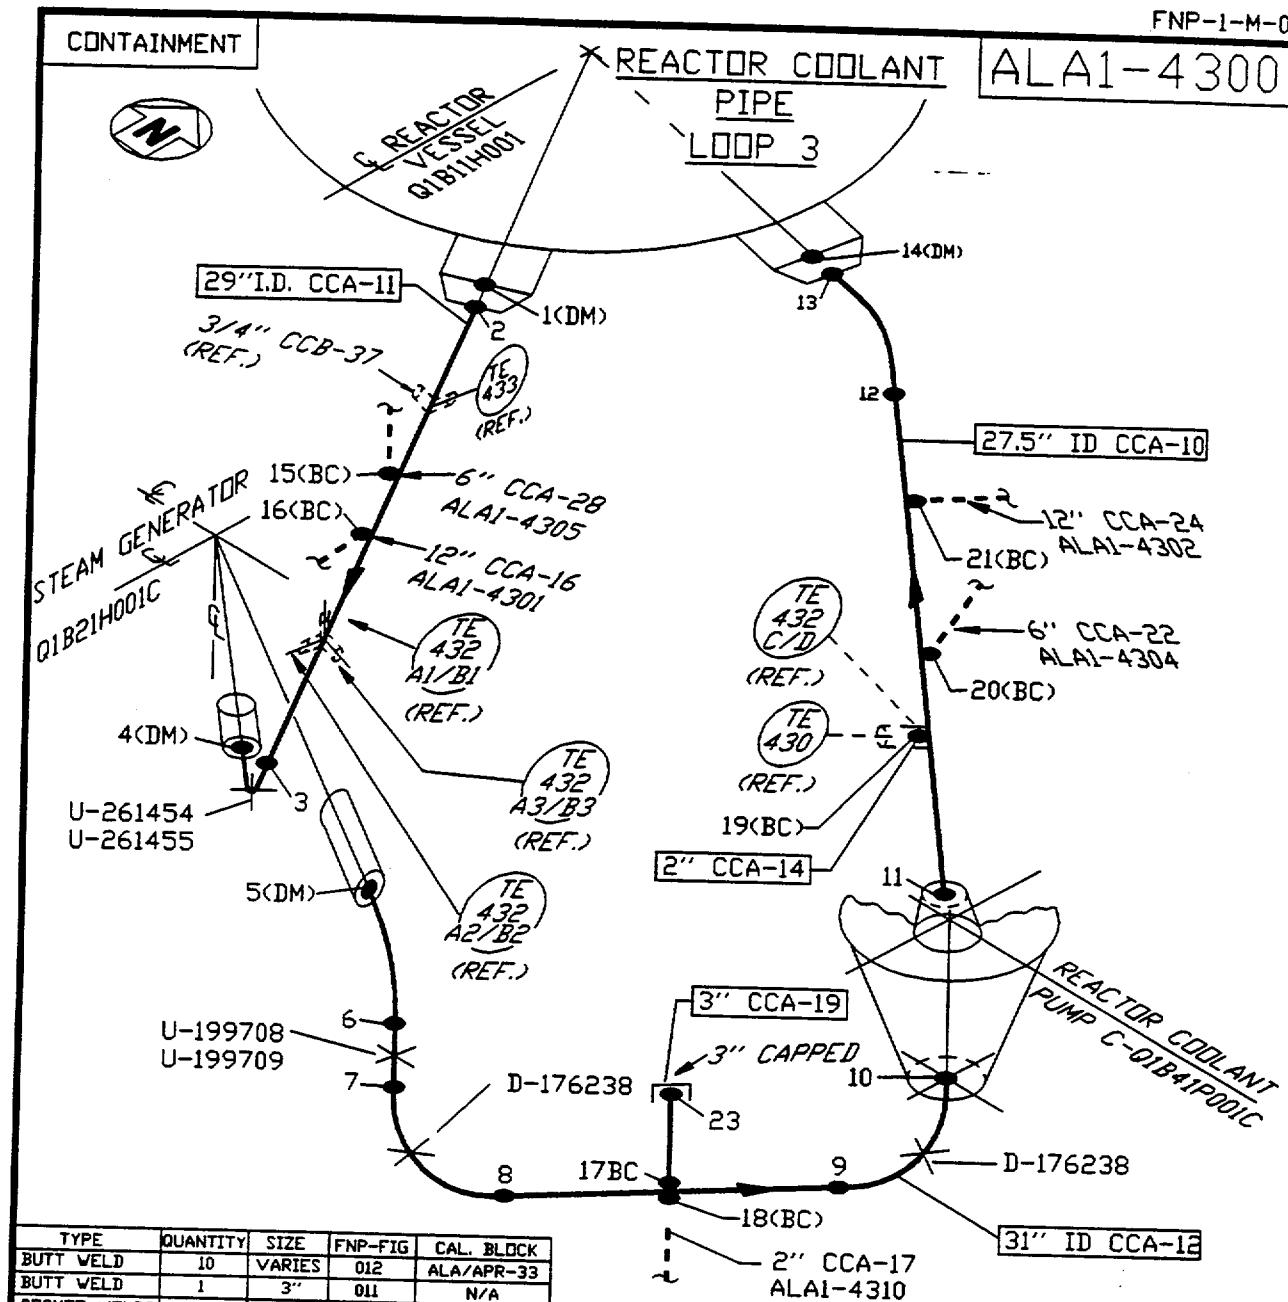 FNP-1-M-0
CONTAINMENT
REACTOR COOLANT
PIPE
LOOP 3
ALA1-4300
N
℄ REACTOR
VESSEL
Q1B11H001
14(DM)
13
29"I.D. CCA-11
1(DM)
2
3/4" CCB-37
(REF.)
TE
433
(REF.)
12
27.5" ID CCA-10
15(BC)
6" CCA-28
ALA1-4305
16(BC)
12" CCA-16
ALA1-4301
12" CCA-24
ALA1-4302
21(BC)
STEAM GENERATOR
℄
Q1B21H001C
℄
TE
432
A1/B1
(REF.)
TE
432
C/D
(REF.)
6" CCA-22
ALA1-4304
20(BC)
4(DM)
TE
430
(REF.)
3
U-261454
U-261455
TE
432
A3/B3
(REF.)
19(BC)
2" CCA-14
5(DM)
11
TE
432
A2/B2
(REF.)
REACTOR COOLANT
PUMP C-Q1B41P001C
6
U-199708
U-199709
7
3" CCA-19
3" CAPPED
10
D-176238
23
17BC
8
9
D-176238
18(BC)
31" ID CCA-12
2" CCA-17
ALA1-4310
TYPE QUANTITY SIZE FNP-FIG CAL. BLOCK
BUTT WELD 10 VARIES 012 ALA/APR-33
BUTT WELD 1 3" 011 N/A